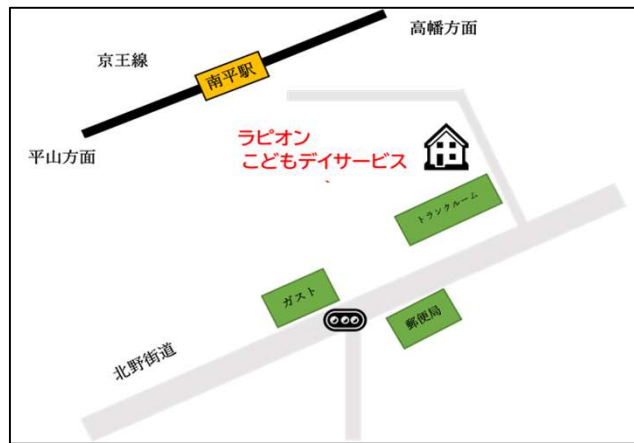 高幡方面
京王線
南平駅
平山方面
ラピオン
こどもデイサービス
、
トランクルーム
ガスト
郵便局
北野街道